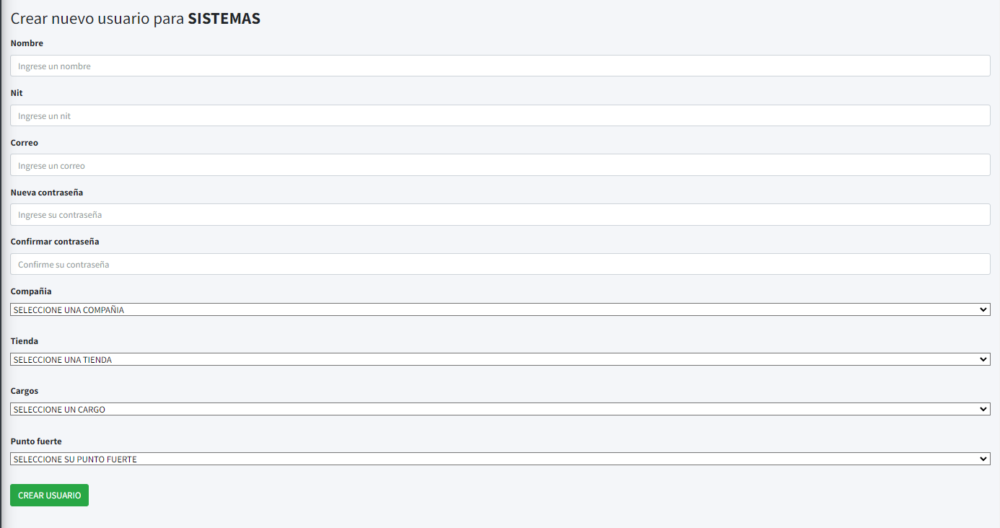 Crear nuevo usuario para SISTEMAS
Nombre
Ingrese un nombre
Nit
Ingrese un nit
Correo
Ingrese un correo
Nueva contraseña
Ingrese su contraseña
Confirmar contraseña
Confirme su contraseña
Compañia
SELECCIONE UNA COMPAÑIA
Tienda
SELECCIONE UNA TIENDA
Cargos
SELECCIONE UN CARGO
Punto fuerte
SELECCIONE SU PUNTO FUERTE
CREAR USUARIO